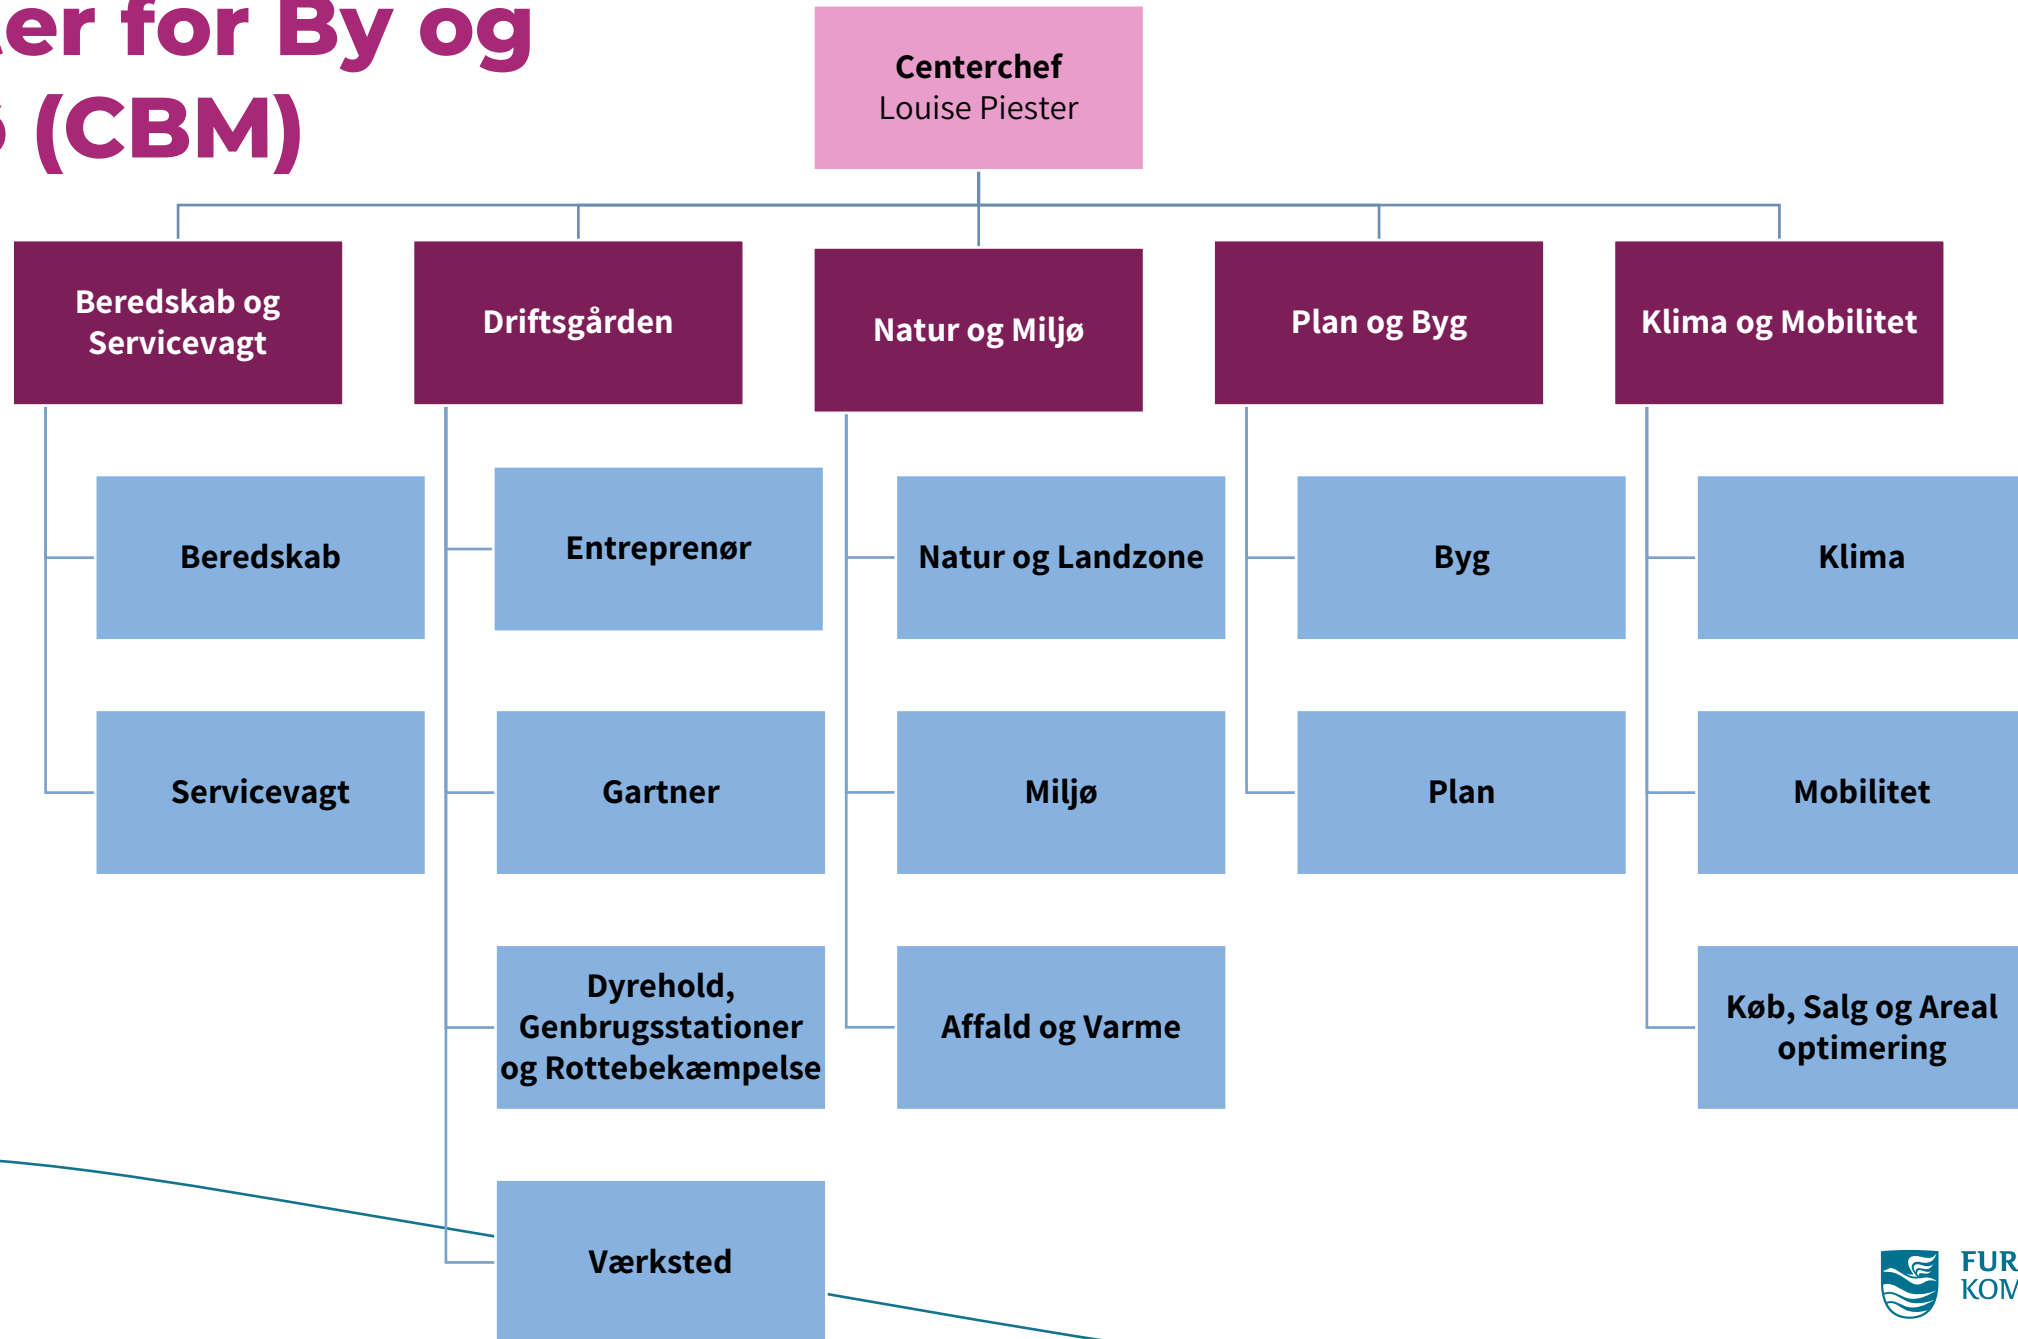 er for By og
(CBM)
Centerchef
Louise Piester
Beredskab og
Servicevagt
Driftsgården
Natur og Miljø
Plan og Byg
Klima og Mobilitet
Beredskab
Entreprenør
Natur og Landzone
Byg
Klima
Servicevagt
Gartner
Miljø
Plan
Mobilitet
Dyrehold,
Genbrugsstationer
og Rottebekæmpelse
Affald og Varme
Køb, Salg og Areal
optimering
Værksted
FUR
KOM